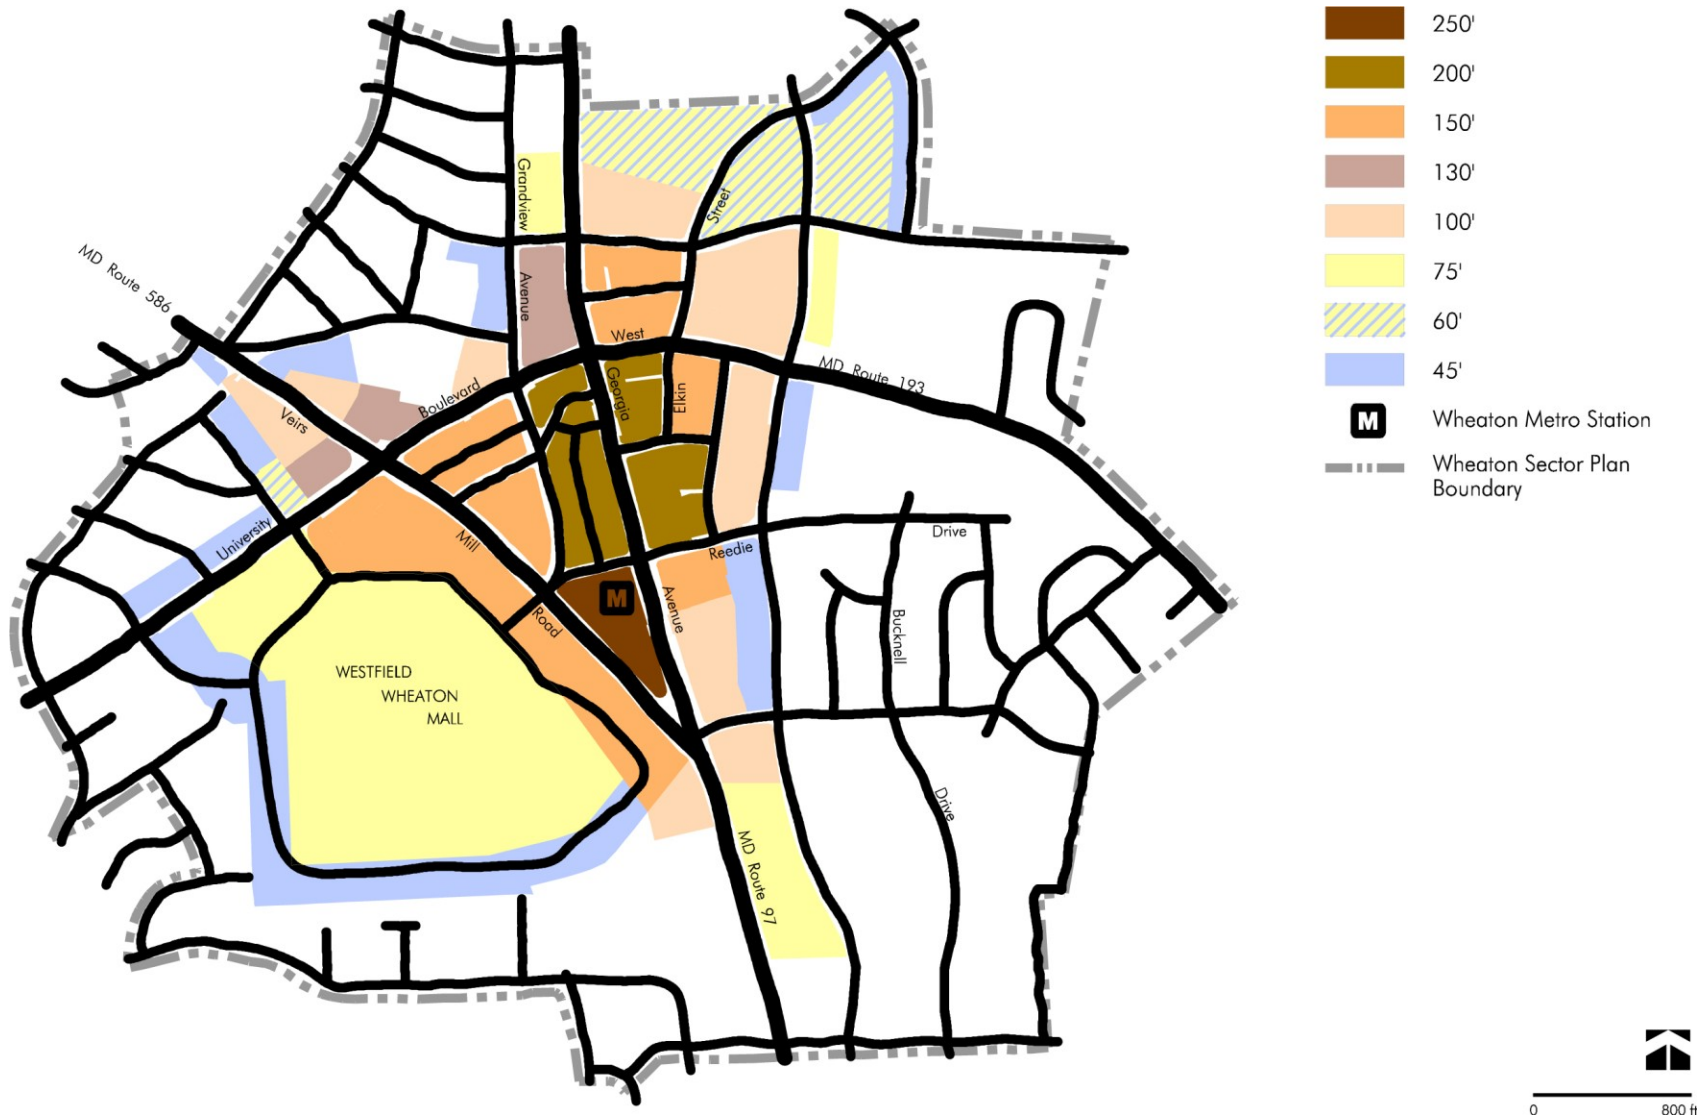 250'
200'
150'
130'
100'
75'
60'
45'
M
Wheaton Metro Station
Wheaton Sector Plan
Boundary
Grandview
Street
MD Route 586
Avenue
West
MD Route 193
Boulevard
Georgia
Elkin
Veirs
University
Mill
Drive
Reedie
M
Avenue
Road
Bucknell
WESTFIELD
WHEATON
MALL
Drive
MD Route 97
0
800 ft